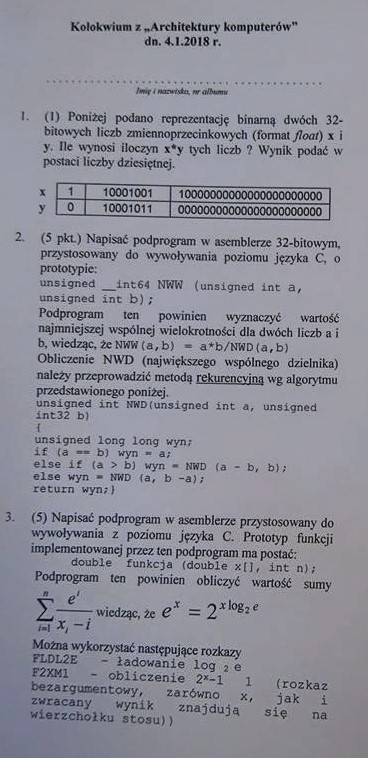 Kolokwium z „Architektury komputerów"
dn. 4.1.2018 r.
Imię i nazwisko, nr albumu
1. (1) Poniżej podano reprezentację binarną dwóch 32-
bitowych liczb zmiennoprzecinkowych (format float) x i
y. Ile wynosi iloczyn x*y tych liczb ? Wynik podać w
postaci liczby dziesiętnej.
x 1 10001001 10000000000000000000000
y 0 10001011 00000000000000000000000
2. (5 pkt.) Napisać podprogram w asemblerze 32-bitowym,
przystosowany do wywoływania poziomu języka C, o
prototypie:
unsigned __int64 NWW (unsigned int a,
unsigned int b);
Podprogram ten powinien wyznaczyć wartość
najmniejszej wspólnej wielokrotności dla dwóch liczb a i
b, wiedząc, że NWW(a,b) = a*b/NWD(a,b)
Obliczenie NWD (największego wspólnego dzielnika)
należy przeprowadzić metodą rekurencyjną wg algorytmu
przedstawionego poniżej.
unsigned int NWD(unsigned int a, unsigned
int32 b)
{
unsigned long long wyn;
if (a == b) wyn = a;
else if (a > b) wyn = NWD (a - b, b);
else wyn = NWD (a, b -a);
return wyn;}
3. (5) Napisać podprogram w asemblerze przystosowany do
wywoływania z poziomu języka C. Prototyp funkcji
implementowanej przez ten podprogram ma postać:
double funkcja (double x[], int n);
Podprogram ten powinien obliczyć wartość sumy
∑ⁿᵢ₌₁ eⁱ / (xᵢ − i) wiedząc, że eˣ = 2^(x log₂ e)
Można wykorzystać następujące rozkazy
FLDL2E - ładowanie log 2 e
F2XM1 - obliczenie 2ˣ-1 1 (rozkaz
bezargumentowy, zarówno x, jak i
zwracany wynik znajdują się na
wierzchołku stosu))